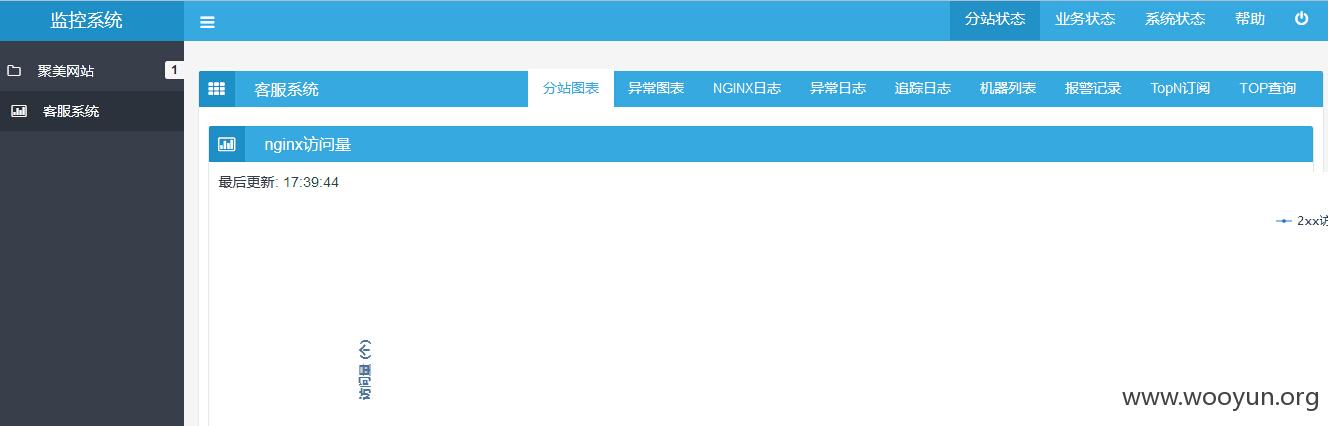 监控系统
分站状态 业务状态 系统状态 帮助
聚美网站 1
客服系统
客服系统
分站图表 异常图表 NGINX日志 异常日志 追踪日志 机器列表 报警记录 TopN订阅 TOP查询
nginx访问量
最后更新: 17:39:44
2xx访
访问量 (个)
www.wooyun.org